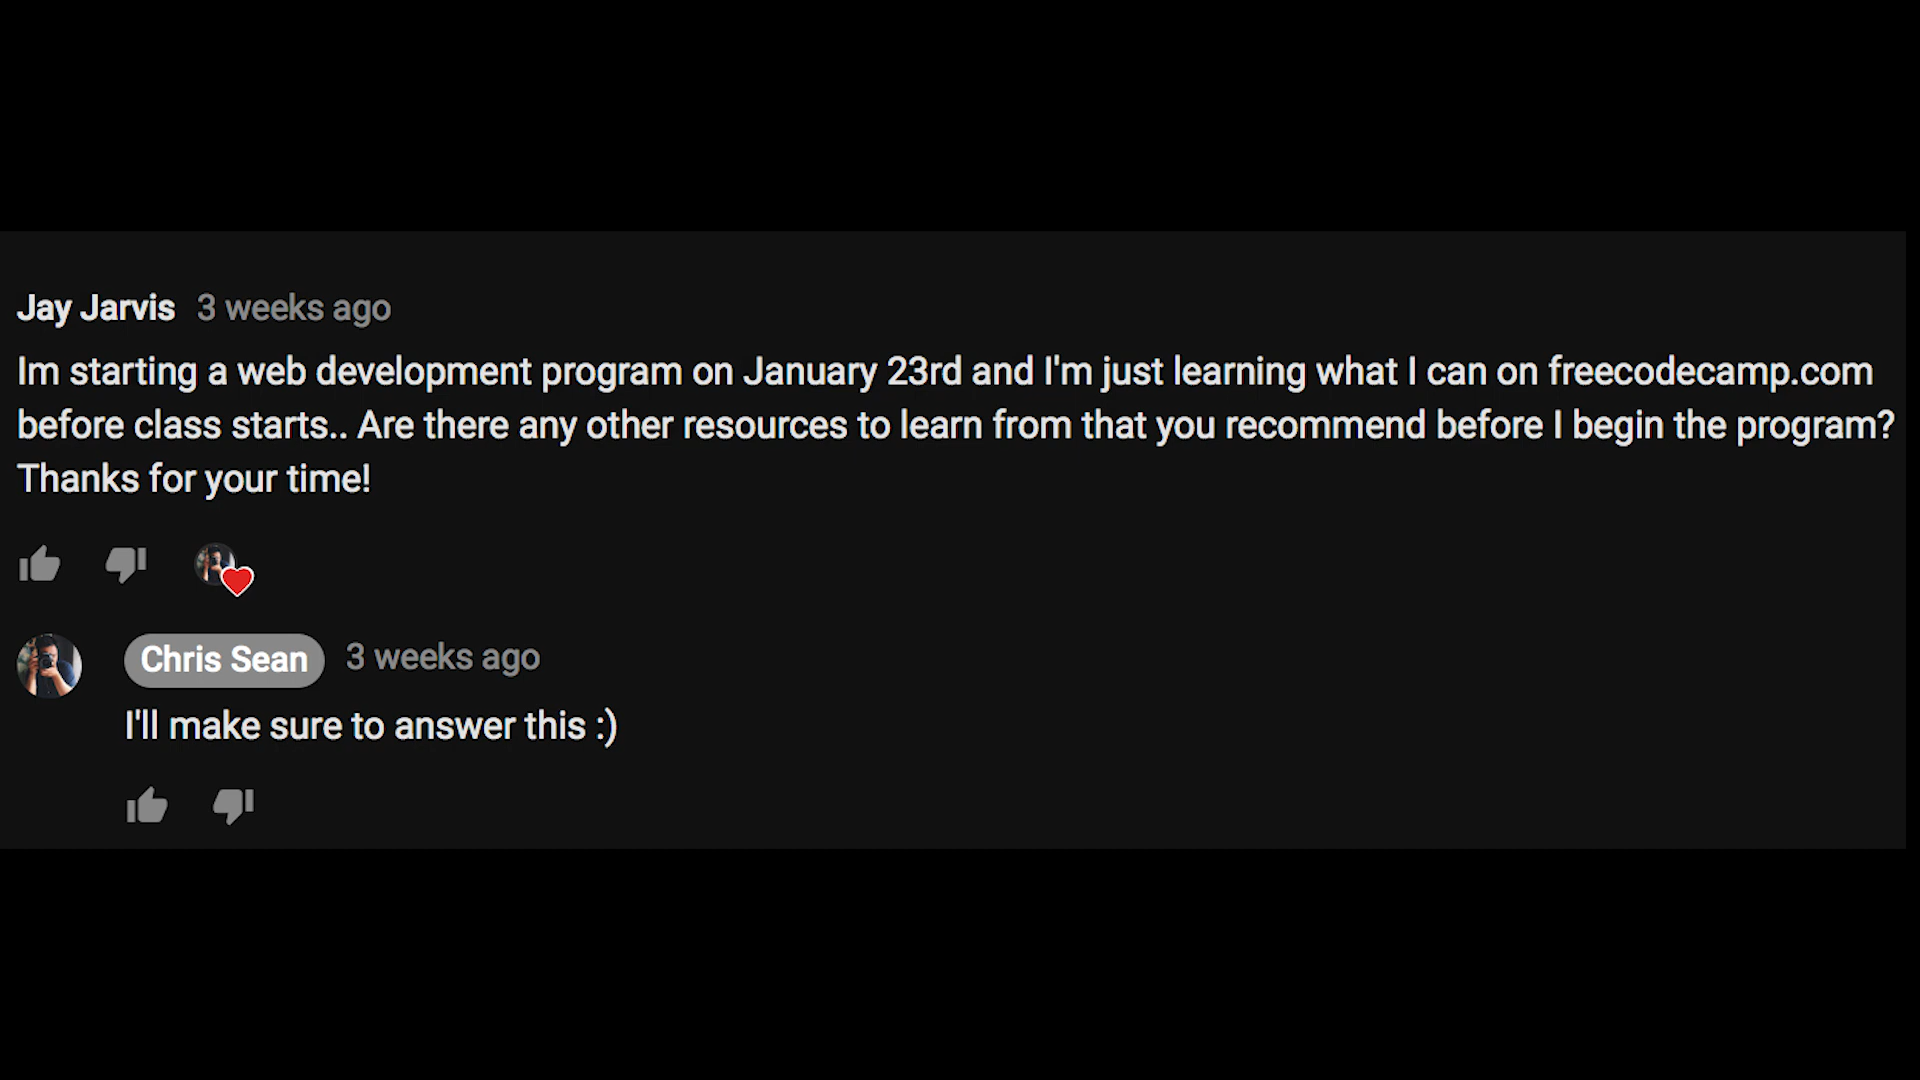 Jay Jarvis 3 weeks ago
Im starting a web development program on January 23rd and I'm just learning what I can on freecodecamp.com
before class starts.. Are there any other resources to learn from that you recommend before I begin the program?
Thanks for your time!
Chris Sean 3 weeks ago
I'll make sure to answer this :)